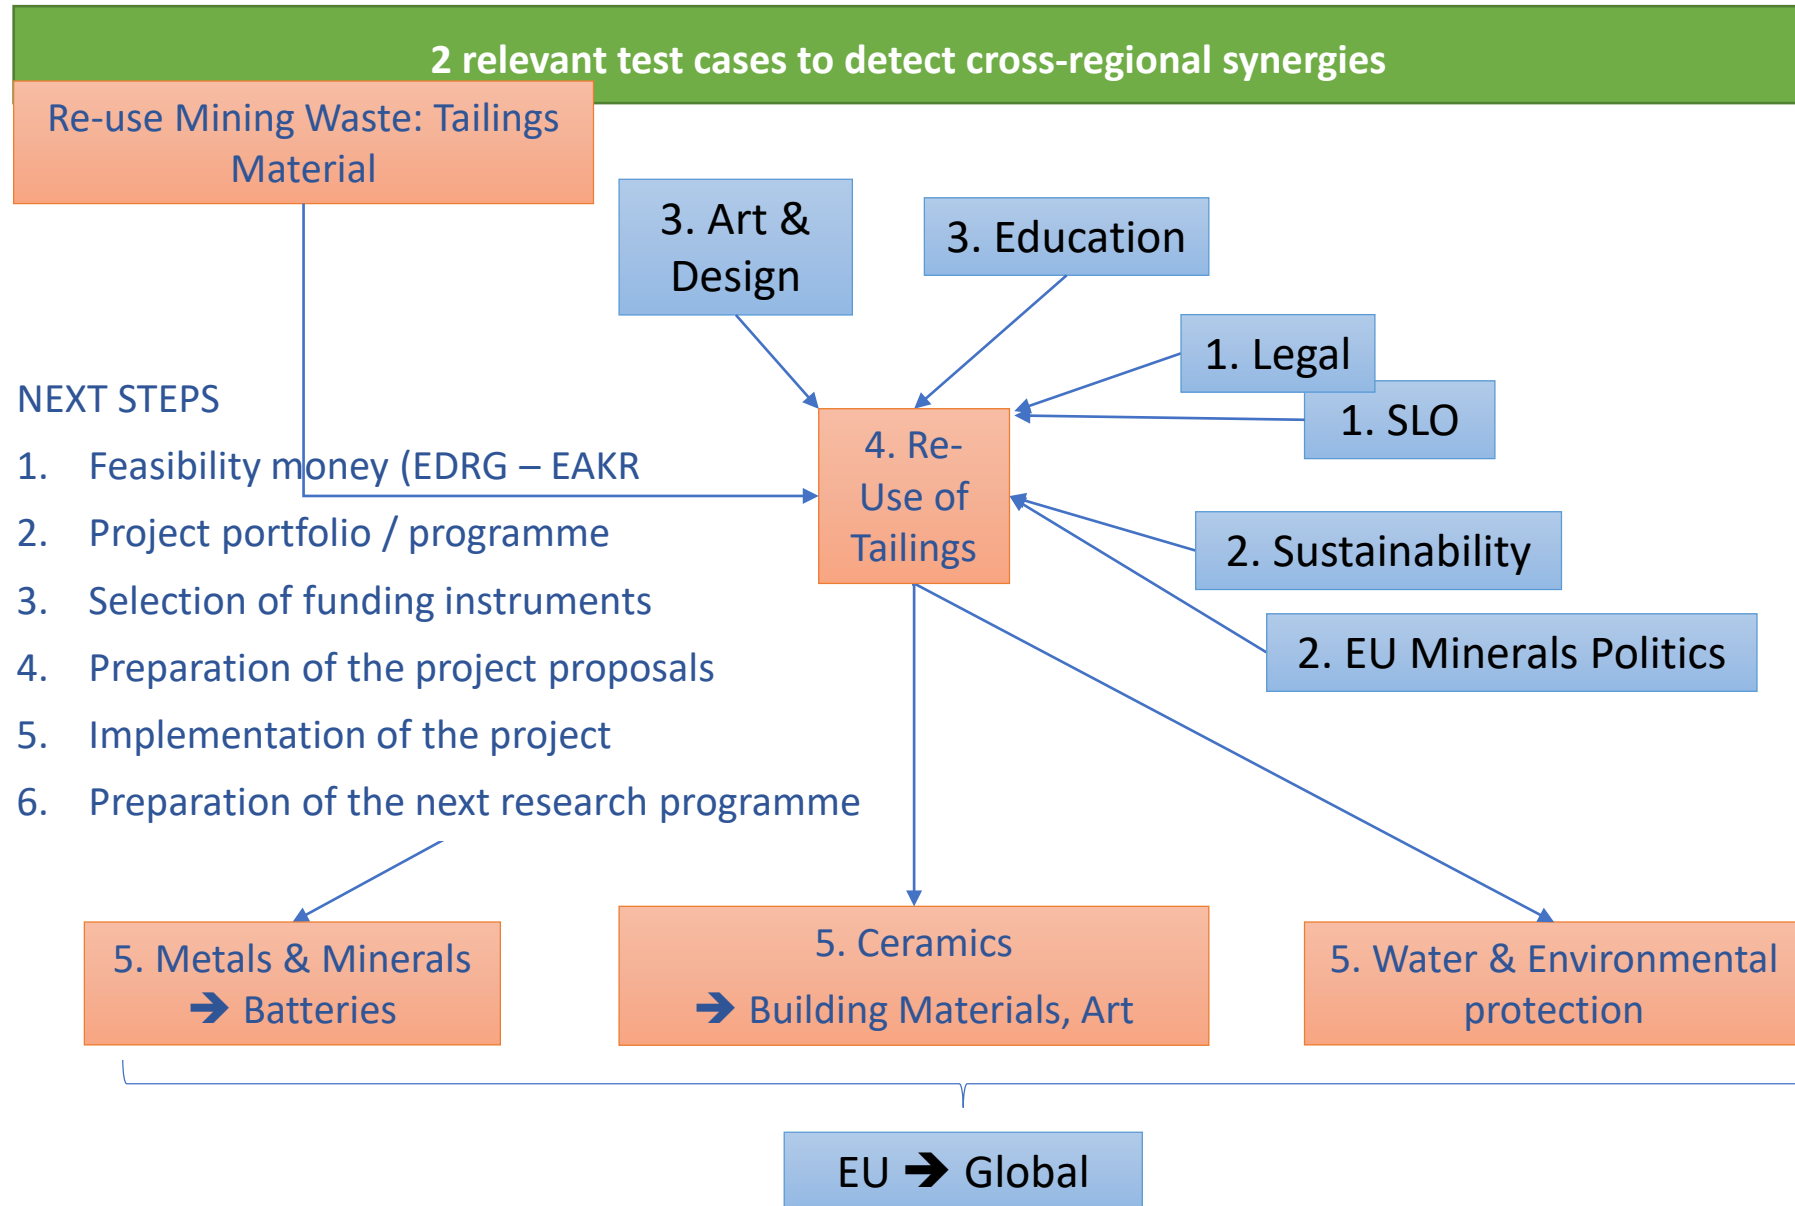 2 relevant test cases to detect cross-regional synergies
Re-use Mining Waste: Tailings
Material
3. Art &
Design
3. Education
1. Legal
1. SLO
NEXT STEPS
1. Feasibility money (EDRG – EAKR
2. Project portfolio / programme
3. Selection of funding instruments
4. Preparation of the project proposals
5. Implementation of the project
6. Preparation of the next research programme
4. Re-
Use of
Tailings
2. Sustainability
2. EU Minerals Politics
5. Metals & Minerals
➔ Batteries
5. Ceramics
➔ Building Materials, Art
5. Water & Environmental
protection
EU ➔ Global